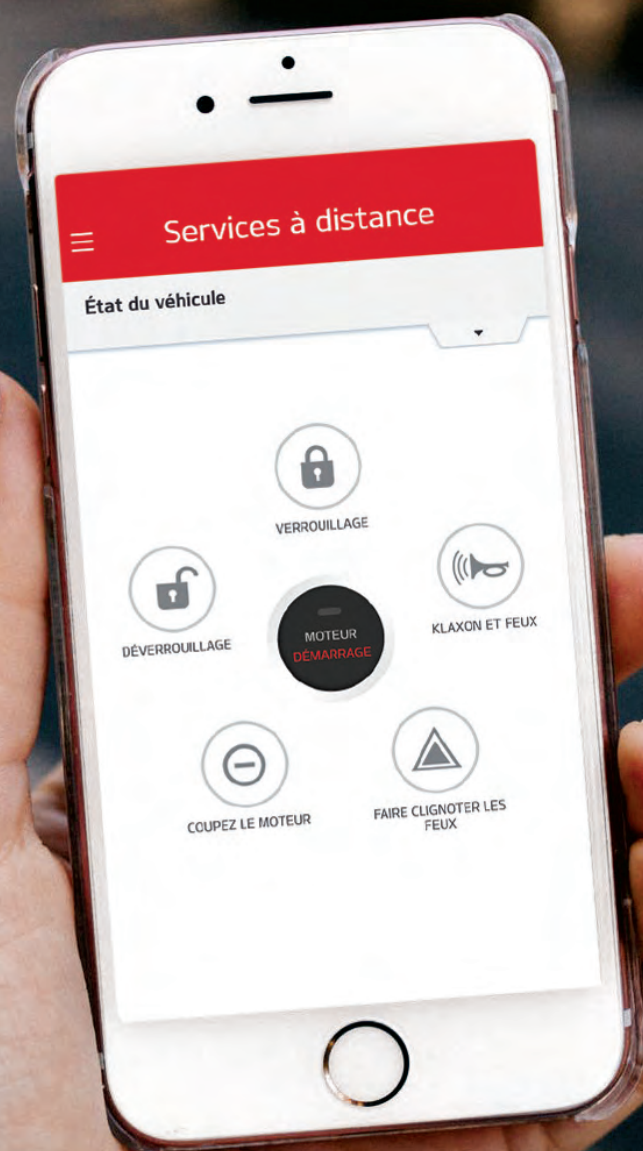 Services à distance
État du véhicule
VERROUILLAGE
DÉVERROUILLAGE
KLAXON ET FEUX
MOTEUR
DÉMARRAGE
COUPEZ LE MOTEUR
FAIRE CLIGNOTER LES
FEUX